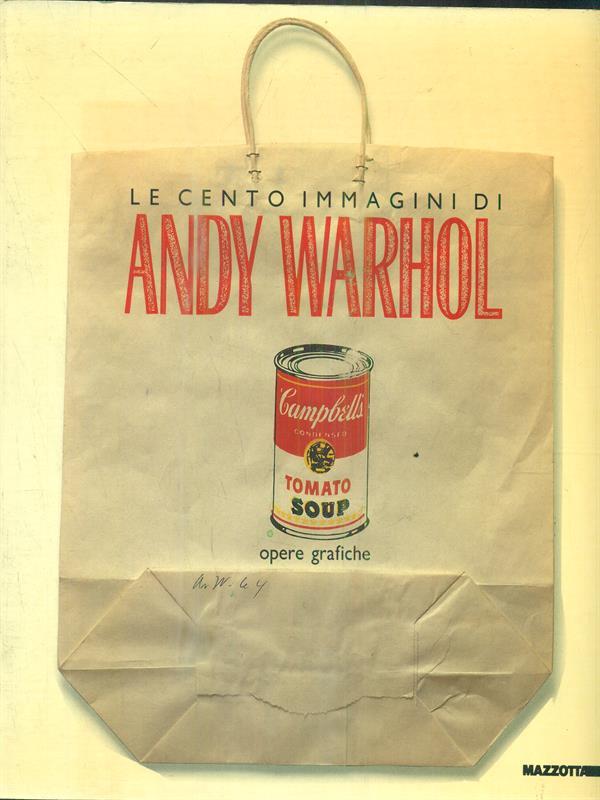 LE CENTO IMMAGINI DI
ANDY WARHOL
Campbell's
CONDENSED
TOMATO
SOUP
opere grafiche
MAZZOTTA